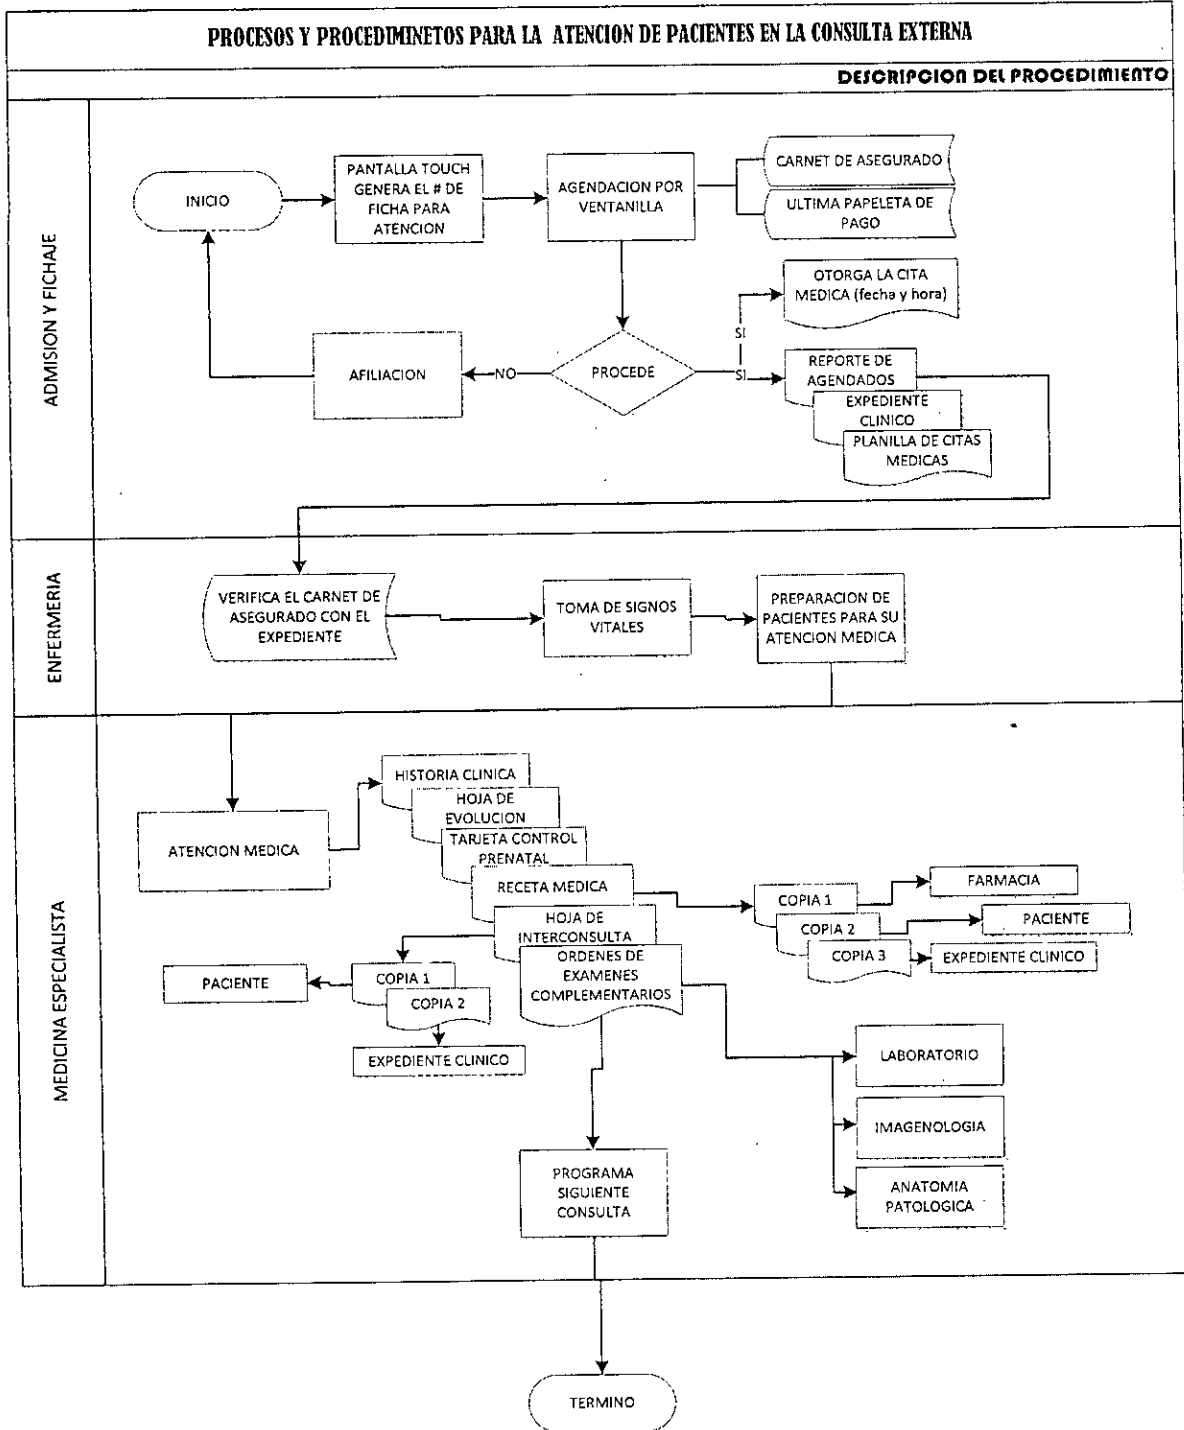 PROCESOS Y PROCEDIMINETOS PARA LA ATENCION DE PACIENTES EN LA CONSULTA EXTERNA
DESCRIPCION DEL PROCEDIMIENTO
ADMISION Y FICHAJE
INICIO
PANTALLA TOUCH
GENERA EL # DE
FICHA PARA
ATENCION
AGENDACION POR
VENTANILLA
CARNET DE ASEGURADO
ULTIMA PAPELETA DE
PAGO
OTORGA LA CITA
MEDICA (fecha y hora)
SI
AFILIACION
NO
PROCEDE
SI
REPORTE DE
AGENDADOS
EXPEDIENTE
CLINICO
PLANILLA DE CITAS
MEDICAS
ENFERMERIA
VERIFICA EL CARNET DE
ASEGURADO CON EL
EXPEDIENTE
TOMA DE SIGNOS
VITALES
PREPARACION DE
PACIENTES PARA SU
ATENCION MEDICA
MEDICINA ESPECIALISTA
ATENCION MEDICA
HISTORIA CLINICA
HOJA DE
EVOLUCION
TARJETA CONTROL
PRENATAL
RECETA MEDICA
HOJA DE
INTERCONSULTA
ORDENES DE
EXAMENES
COMPLEMENTARIOS
COPIA 1
COPIA 2
COPIA 3
FARMACIA
PACIENTE
EXPEDIENTE CLINICO
PACIENTE
COPIA 1
COPIA 2
EXPEDIENTE CLINICO
LABORATORIO
IMAGENOLOGIA
ANATOMIA
PATOLOGICA
PROGRAMA
SIGUIENTE
CONSULTA
TERMINO